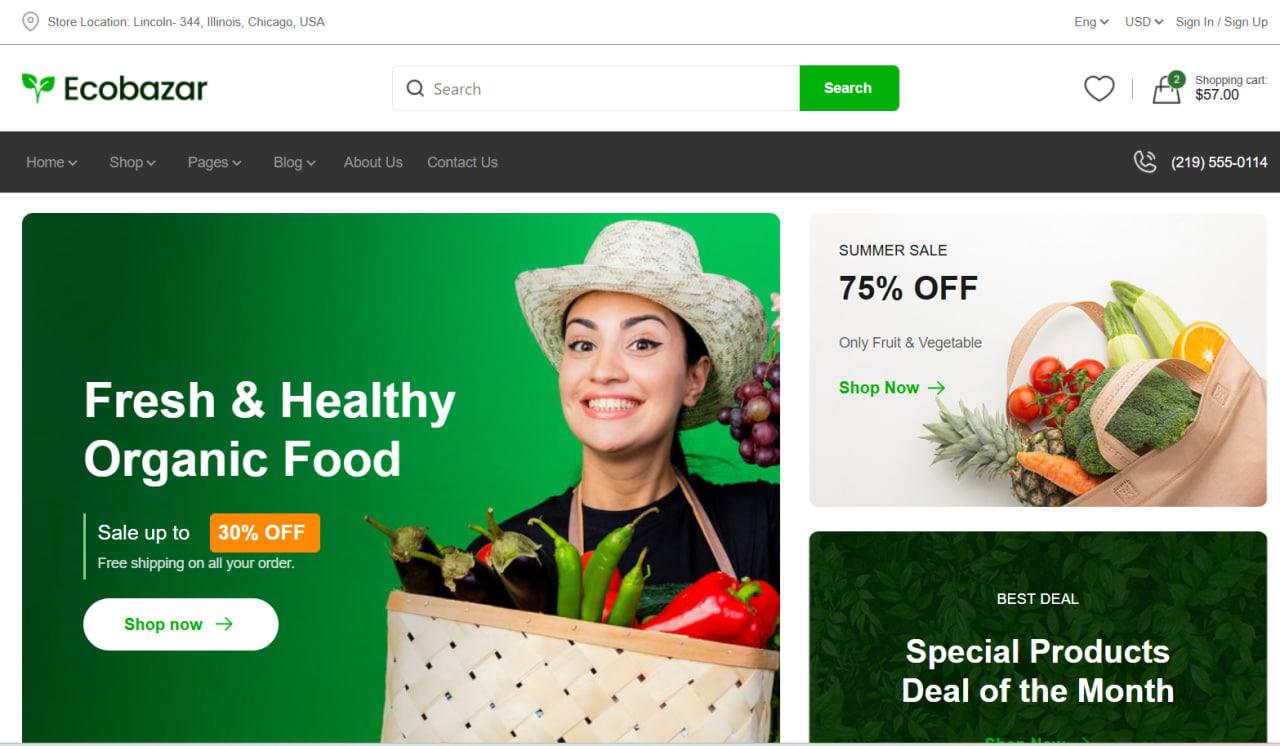 Store Location: Lincoln- 344, Illinois, Chicago, USA
Eng
USD
Sign In / Sign Up
Ecobazar
Search
Search
2
Shopping cart:
$57.00
Home
Shop
Pages
Blog
About Us
Contact Us
(219) 555-0114
Fresh & Healthy
Organic Food
Sale up to 30% OFF
Free shipping on all your order.
Shop now
SUMMER SALE
75% OFF
Only Fruit & Vegetable
Shop Now
BEST DEAL
Special Products
Deal of the Month
Shop Now